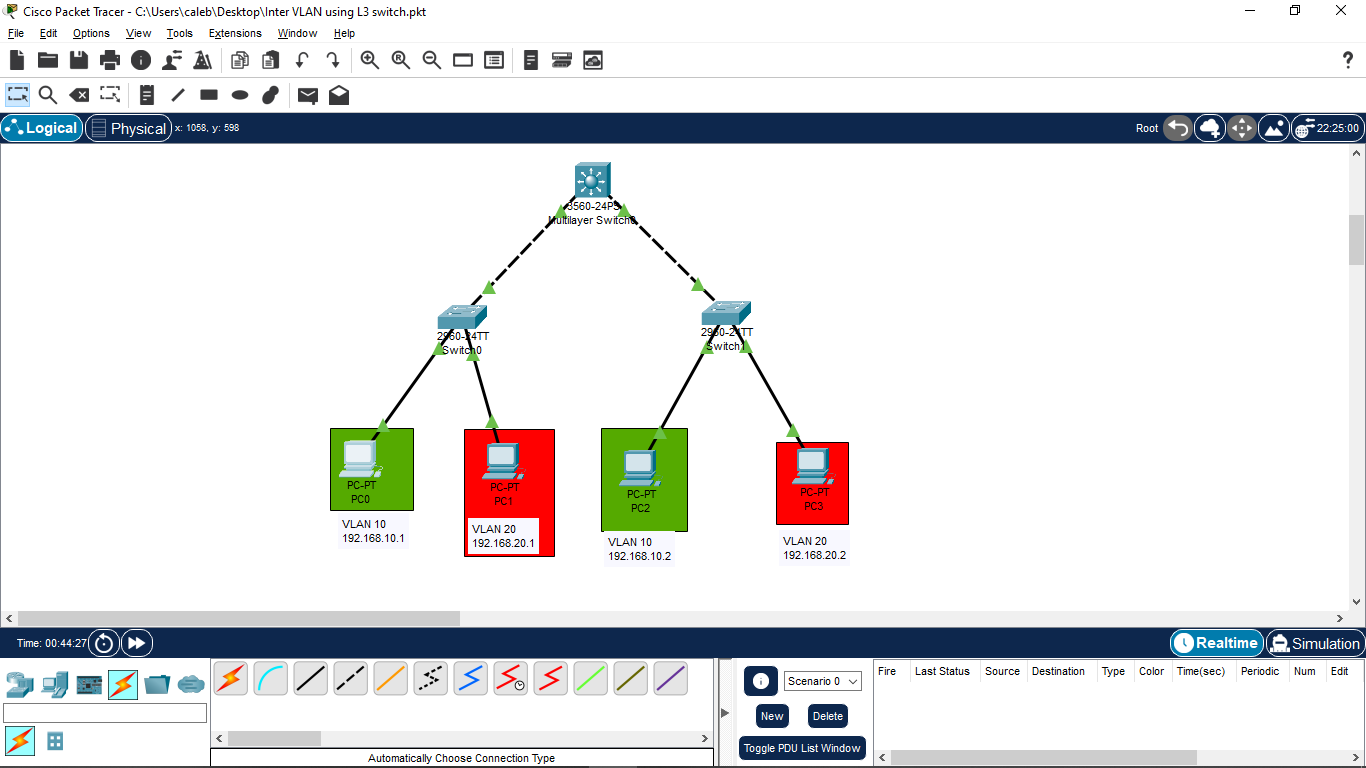 Cisco Packet Tracer - C:\Users\caleb\Desktop\Inter VLAN using L3 switch.pkt
File Edit Options View Tools Extensions Window Help
Logical Physical x: 1058, y: 598 Root 22:25:00
3560-24PS
Multilayer Switch0
2960-24TT
Switch0
2960-24TT
Switch1
PC-PT
PC0
VLAN 10
192.168.10.1
PC-PT
PC1
VLAN 20
192.168.20.1
PC-PT
PC2
VLAN 10
192.168.10.2
PC-PT
PC3
VLAN 20
192.168.20.2
Time: 00:44:27 Realtime Simulation
Scenario 0
New Delete
Toggle PDU List Window
Fire Last Status Source Destination Type Color Time(sec) Periodic Num Edit
Automatically Choose Connection Type